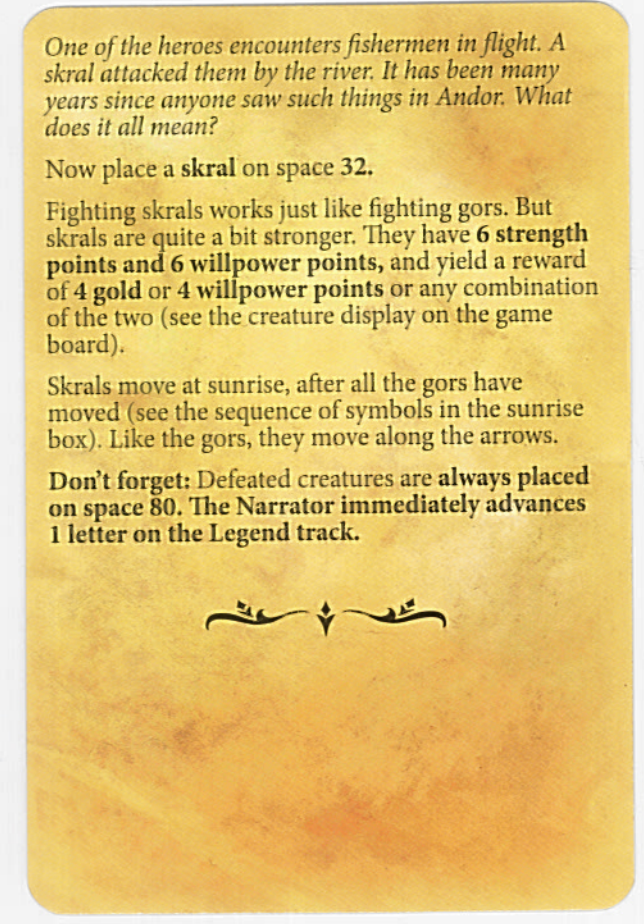 One of the heroes encounters fishermen in flight. A
skral attacked them by the river. It has been many
years since anyone saw such things in Andor. What
does it all mean?
Now place a skral on space 32.
Fighting skrals works just like fighting gors. But
skrals are quite a bit stronger. They have 6 strength
points and 6 willpower points, and yield a reward
of 4 gold or 4 willpower points or any combination
of the two (see the creature display on the game
board).
Skrals move at sunrise, after all the gors have
moved (see the sequence of symbols in the sunrise
box). Like the gors, they move along the arrows.
Don't forget: Defeated creatures are always placed
on space 80. The Narrator immediately advances
1 letter on the Legend track.